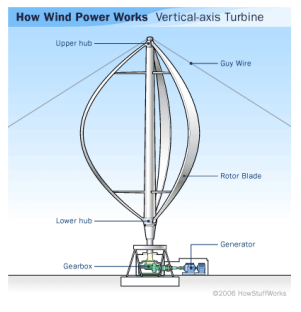 How Wind Power Works Vertical-axis Turbine
Upper hub
Guy Wire
Rotor Blade
Lower hub
Generator
Gearbox
©2006 HowStuffWorks